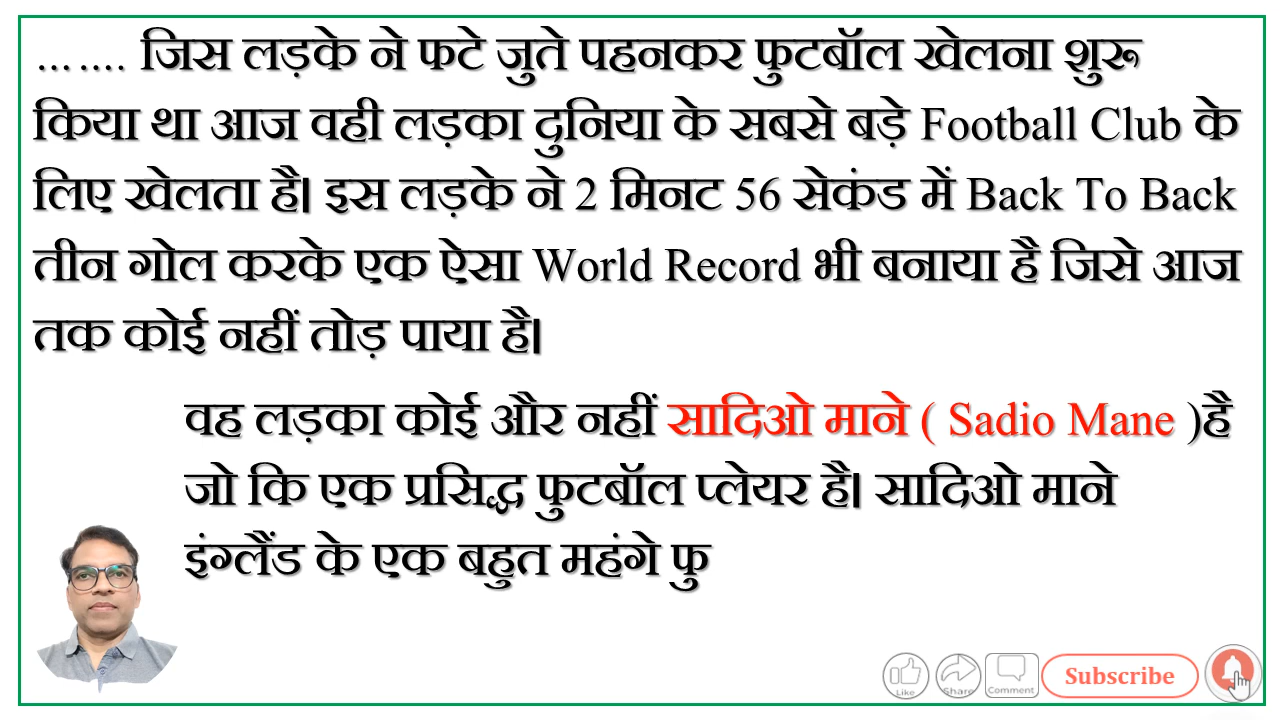 ……. जिस लड़के ने फटे जुते पहनकर फुटबॉल खेलना शुरू
किया था आज वही लड़का दुनिया के सबसे बड़े Football Club के
लिए खेलता है। इस लड़के ने 2 मिनट 56 सेकंड में Back To Back
तीन गोल करके एक ऐसा World Record भी बनाया है जिसे आज
तक कोई नहीं तोड़ पाया है।
वह लड़का कोई और नहीं सादिओ माने ( Sadio Mane )है
जो कि एक प्रसिद्ध फुटबॉल प्लेयर है। सादिओ माने
इंग्लैंड के एक बहुत महंगे फु
Like Share Comment Subscribe